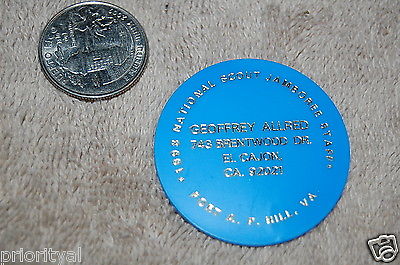 *1993 NATIONAL SCOUT JAMBOREE STAFF*
GEOFFREY ALLRED
743 BRENTWOOD DR.
EL CAJON,
CA. 92021
FORT A. P. HILL, VA.
priorityal